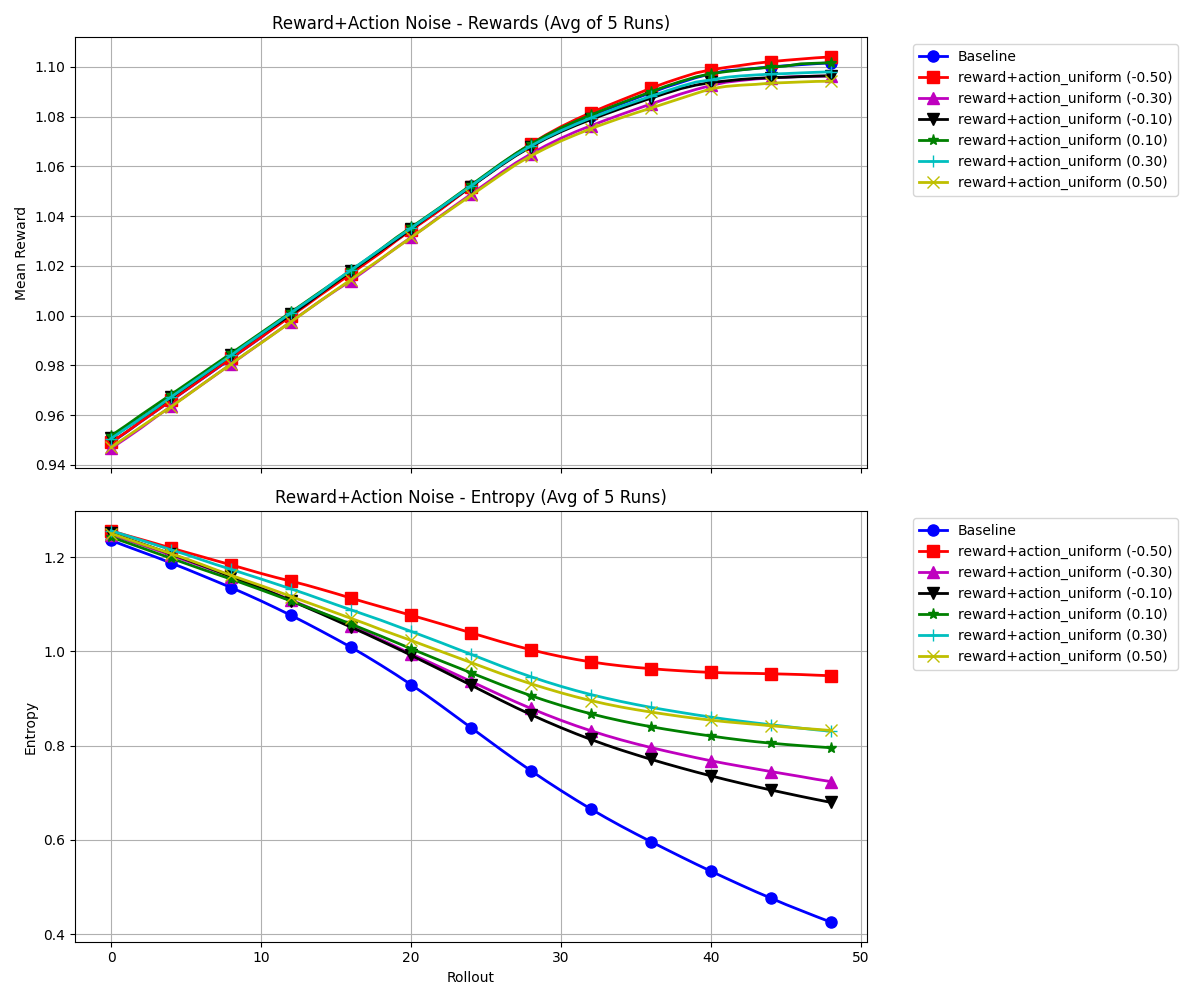 Reward+Action Noise - Rewards (Avg of 5 Runs)
Mean Reward
1.10
1.08
1.06
1.04
1.02
1.00
0.98
0.96
0.94
Baseline
reward+action_uniform (-0.50)
reward+action_uniform (-0.30)
reward+action_uniform (-0.10)
reward+action_uniform (0.10)
reward+action_uniform (0.30)
reward+action_uniform (0.50)
Reward+Action Noise - Entropy (Avg of 5 Runs)
Entropy
1.2
1.0
0.8
0.6
0.4
0 10 20 30 40 50
Rollout
Baseline
reward+action_uniform (-0.50)
reward+action_uniform (-0.30)
reward+action_uniform (-0.10)
reward+action_uniform (0.10)
reward+action_uniform (0.30)
reward+action_uniform (0.50)